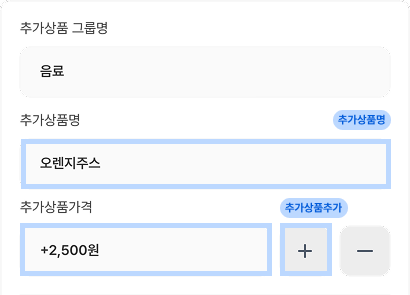 추가상품 그룹명
음료
추가상품명 추가상품명
오렌지주스
추가상품가격 추가상품추가
+2,500원 + −